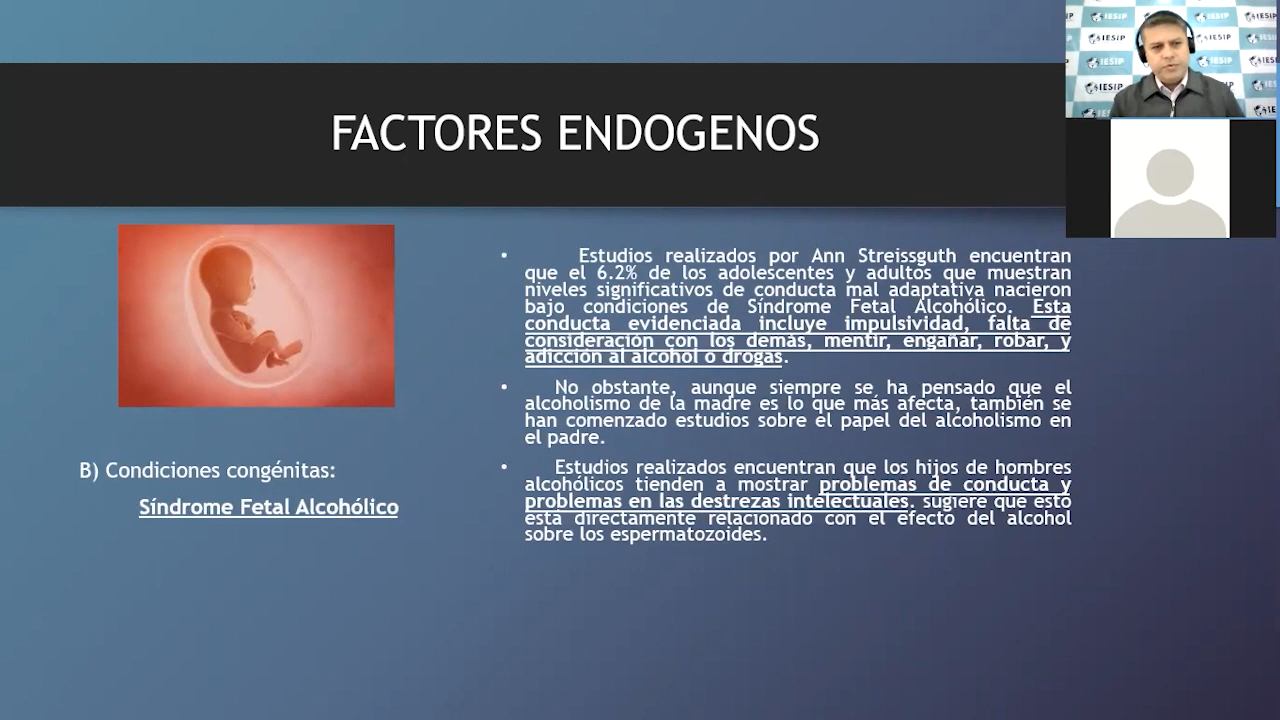 FACTORES ENDOGENOS
IESIP
IESIP
IESIP
IESIP
IESIP
IESIP
B) Condiciones congénitas:
Síndrome Fetal Alcohólico
• Estudios realizados por Ann Streissguth encuentran
que el 6.2% de los adolescentes y adultos que muestran
niveles significativos de conducta mal adaptativa nacieron
bajo condiciones de Síndrome Fetal Alcohólico. Esta
conducta evidenciada incluye impulsividad, falta de
consideración con los demás, mentir, engañar, robar, y
adicción al alcohol o drogas.
• No obstante, aunque siempre se ha pensado que el
alcoholismo de la madre es lo que más afecta, también se
han comenzado estudios sobre el papel del alcoholismo en
el padre.
• Estudios realizados encuentran que los hijos de hombres
alcohólicos tienden a mostrar problemas de conducta y
problemas en las destrezas intelectuales. sugiere que esto
está directamente relacionado con el efecto del alcohol
sobre los espermatozoides.